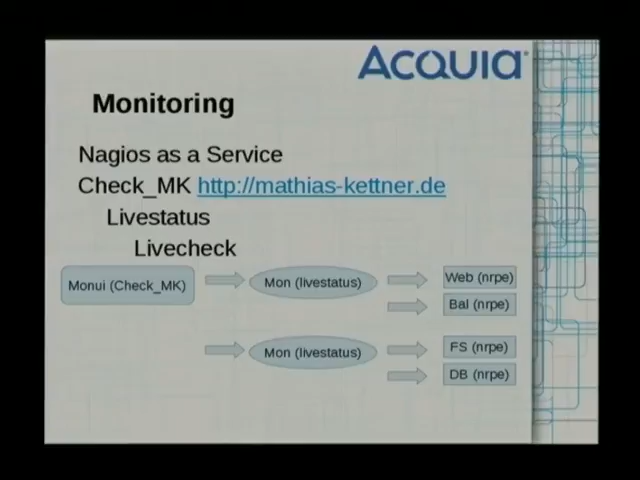 ACQUIA
Monitoring
Nagios as a Service
Check_MK http://mathias-kettner.de
Livestatus
Livecheck
Monui (Check_MK)
Mon (livestatus)
Web (nrpe)
Bal (nrpe)
Mon (livestatus)
FS (nrpe)
DB (nrpe)